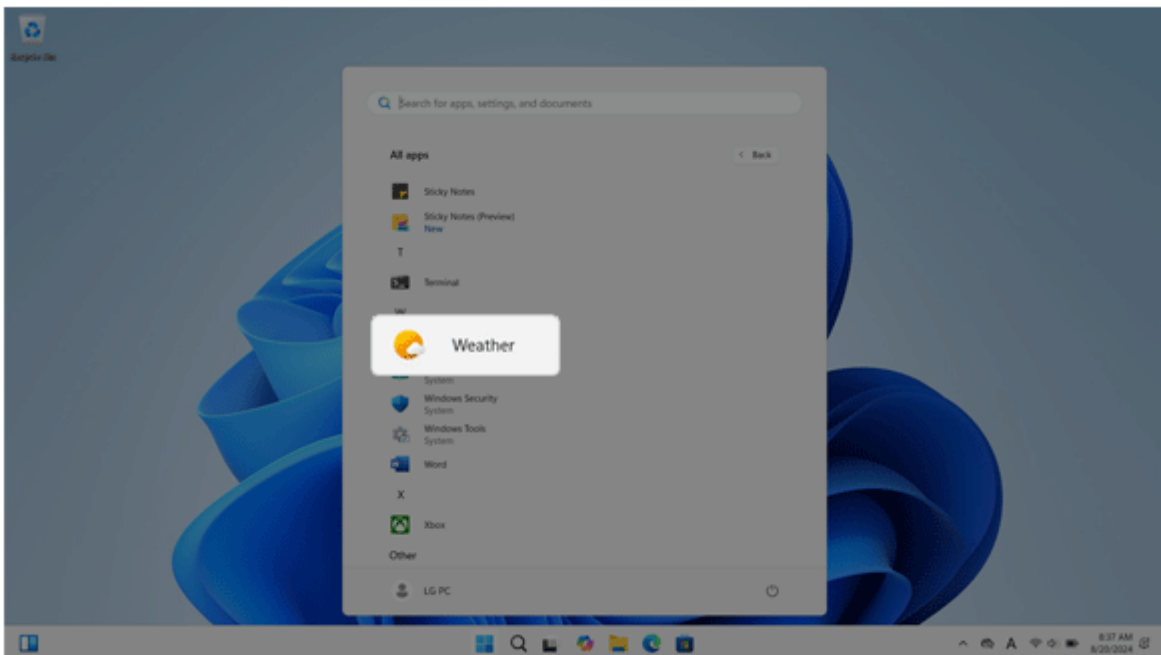 Recycle Bin
Search for apps, settings, and documents
All apps
Back
Sticky Notes
Sticky Notes (Preview)
New
T
Terminal
W
Weather
System
Windows Security
System
Windows Tools
System
Word
X
Xbox
Other
LG PC
A
8:37 AM
8/20/2024